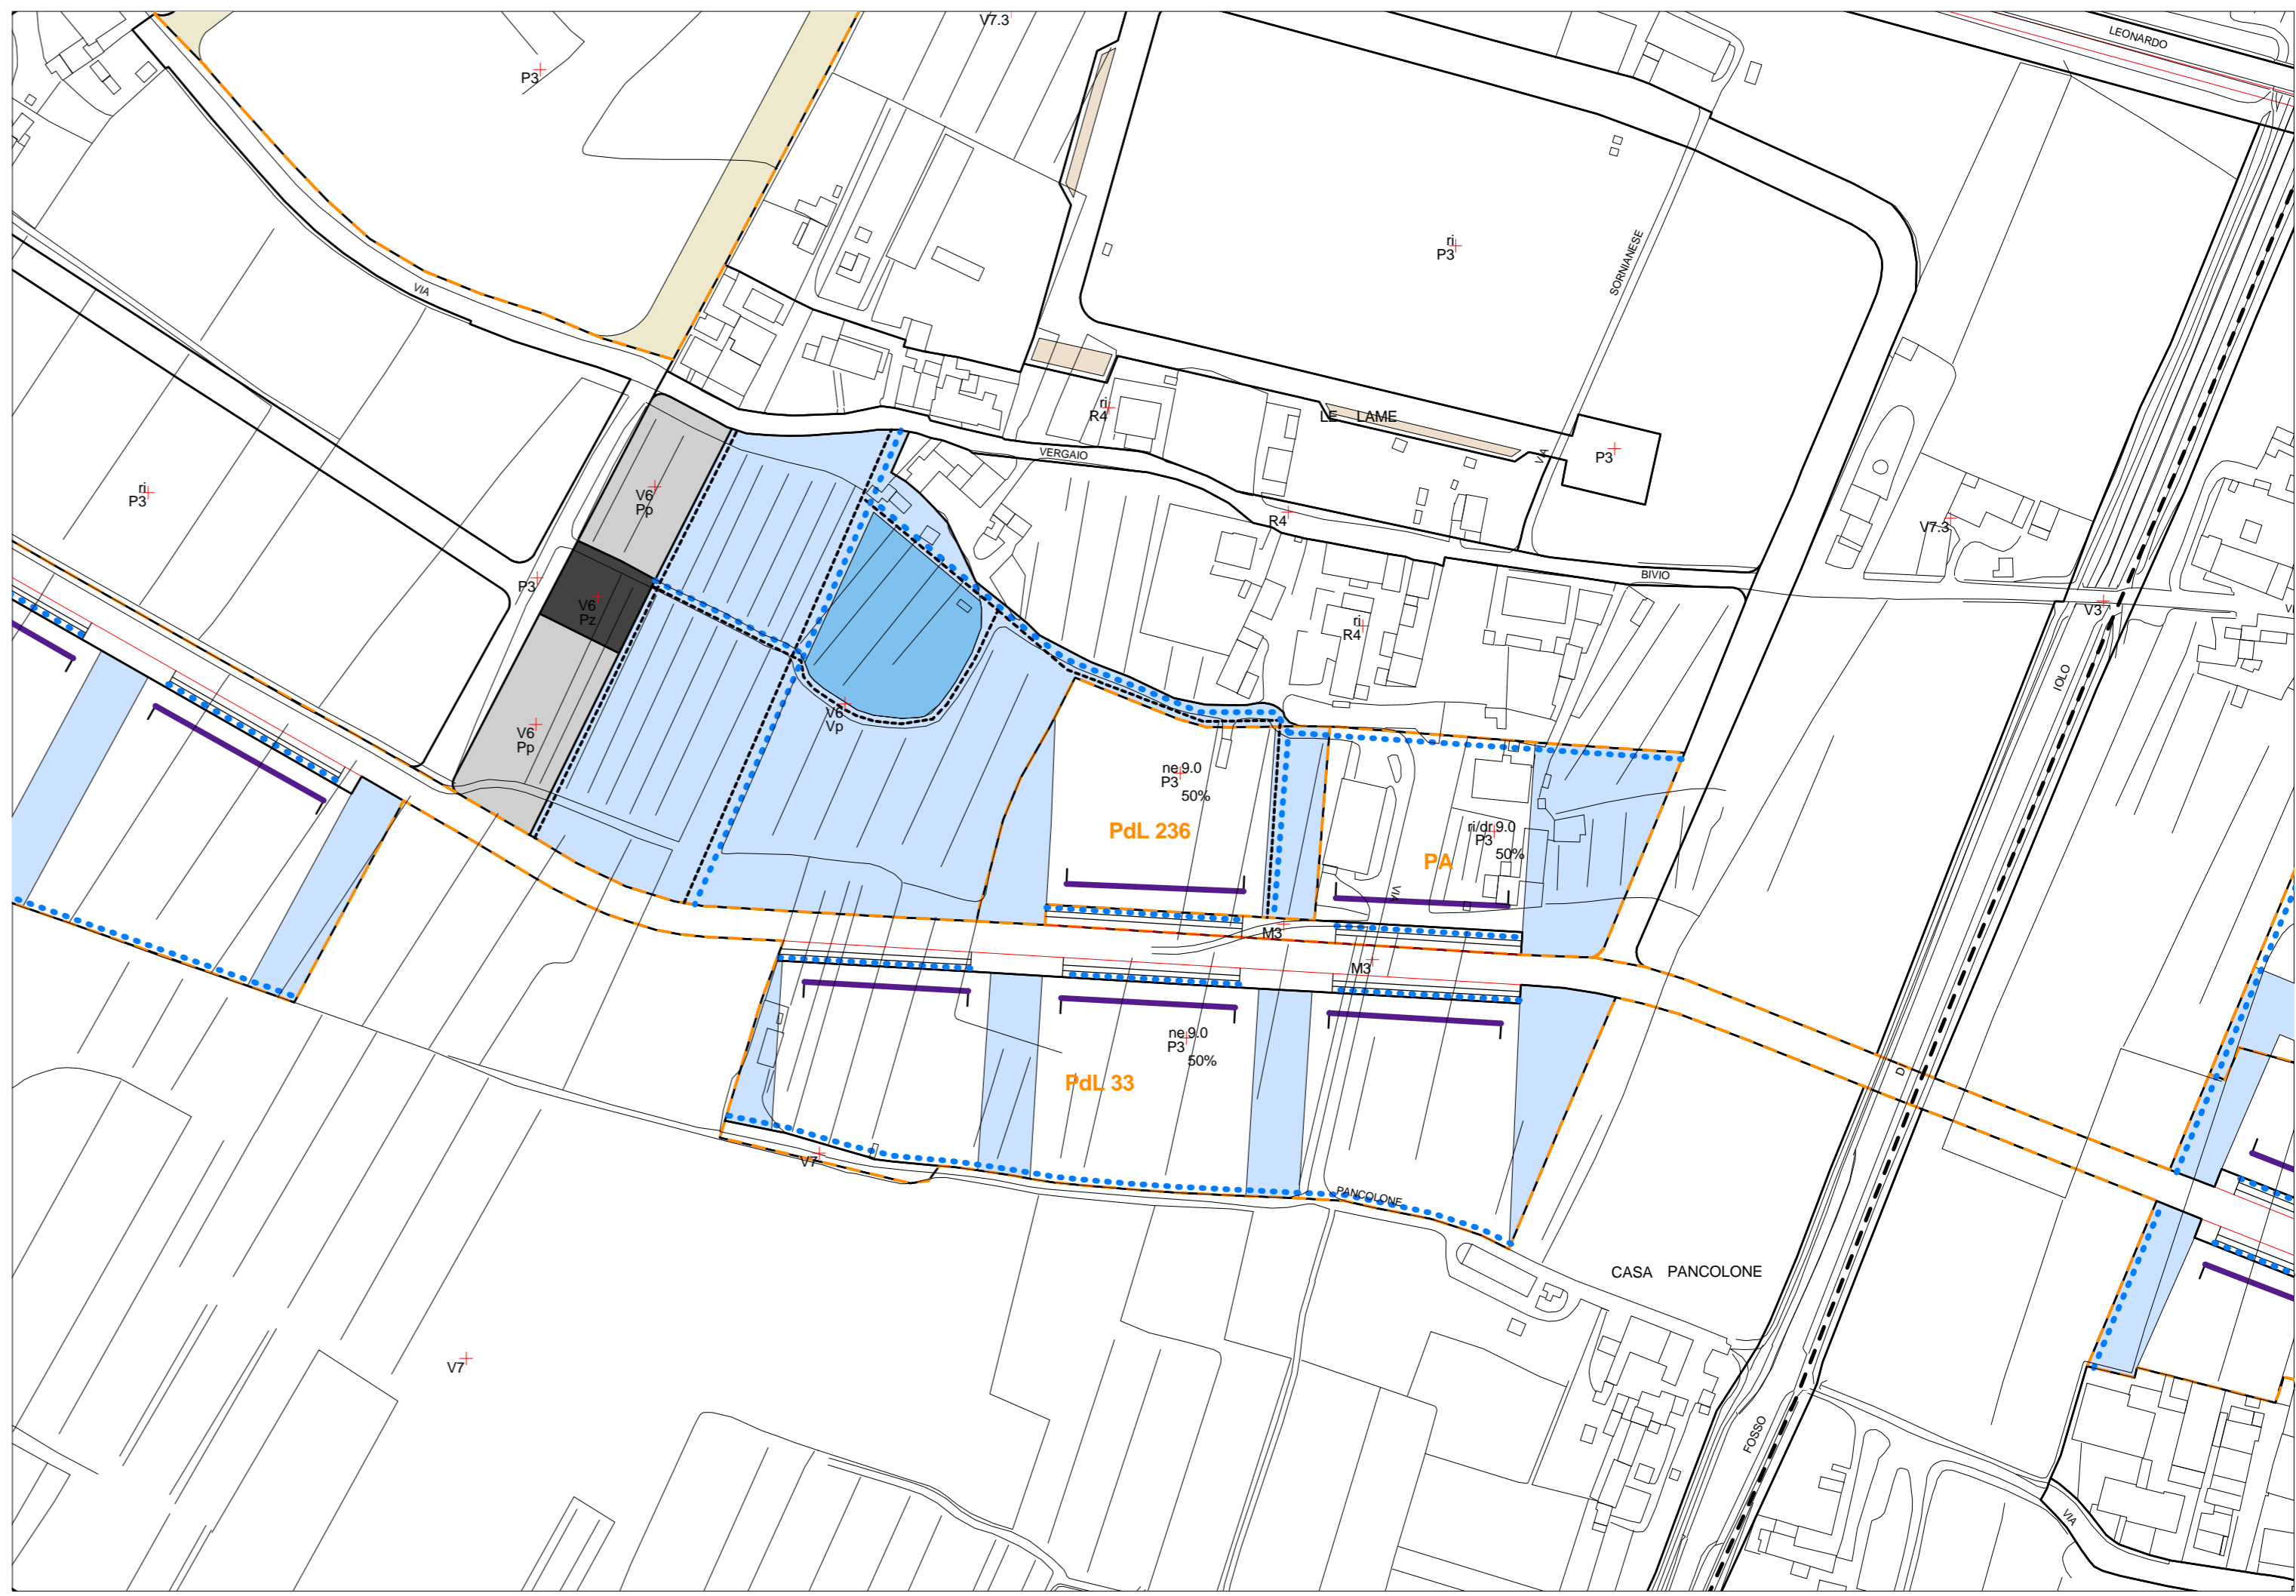 V7.3
LEONARDO
P3
ri
P3
SORNIANESE
VIA
ri
R4
LE LAME
VERGAIO
VIA
P3
ri
P3
V6
Pp
R4
V7.3
P3
V6
Pz
BIVIO
V3
ri
R4
IOLO
V6
Vp
V6
Pp
ne 9.0
P3
50%
PdL 236
ri/dr 9.0
P3
50%
PA
VIA
M3
M3
ne 9.0
P3
50%
PdL 33
DI
V7
PANCOLONE
CASA PANCOLONE
V7
FOSSO
VIA